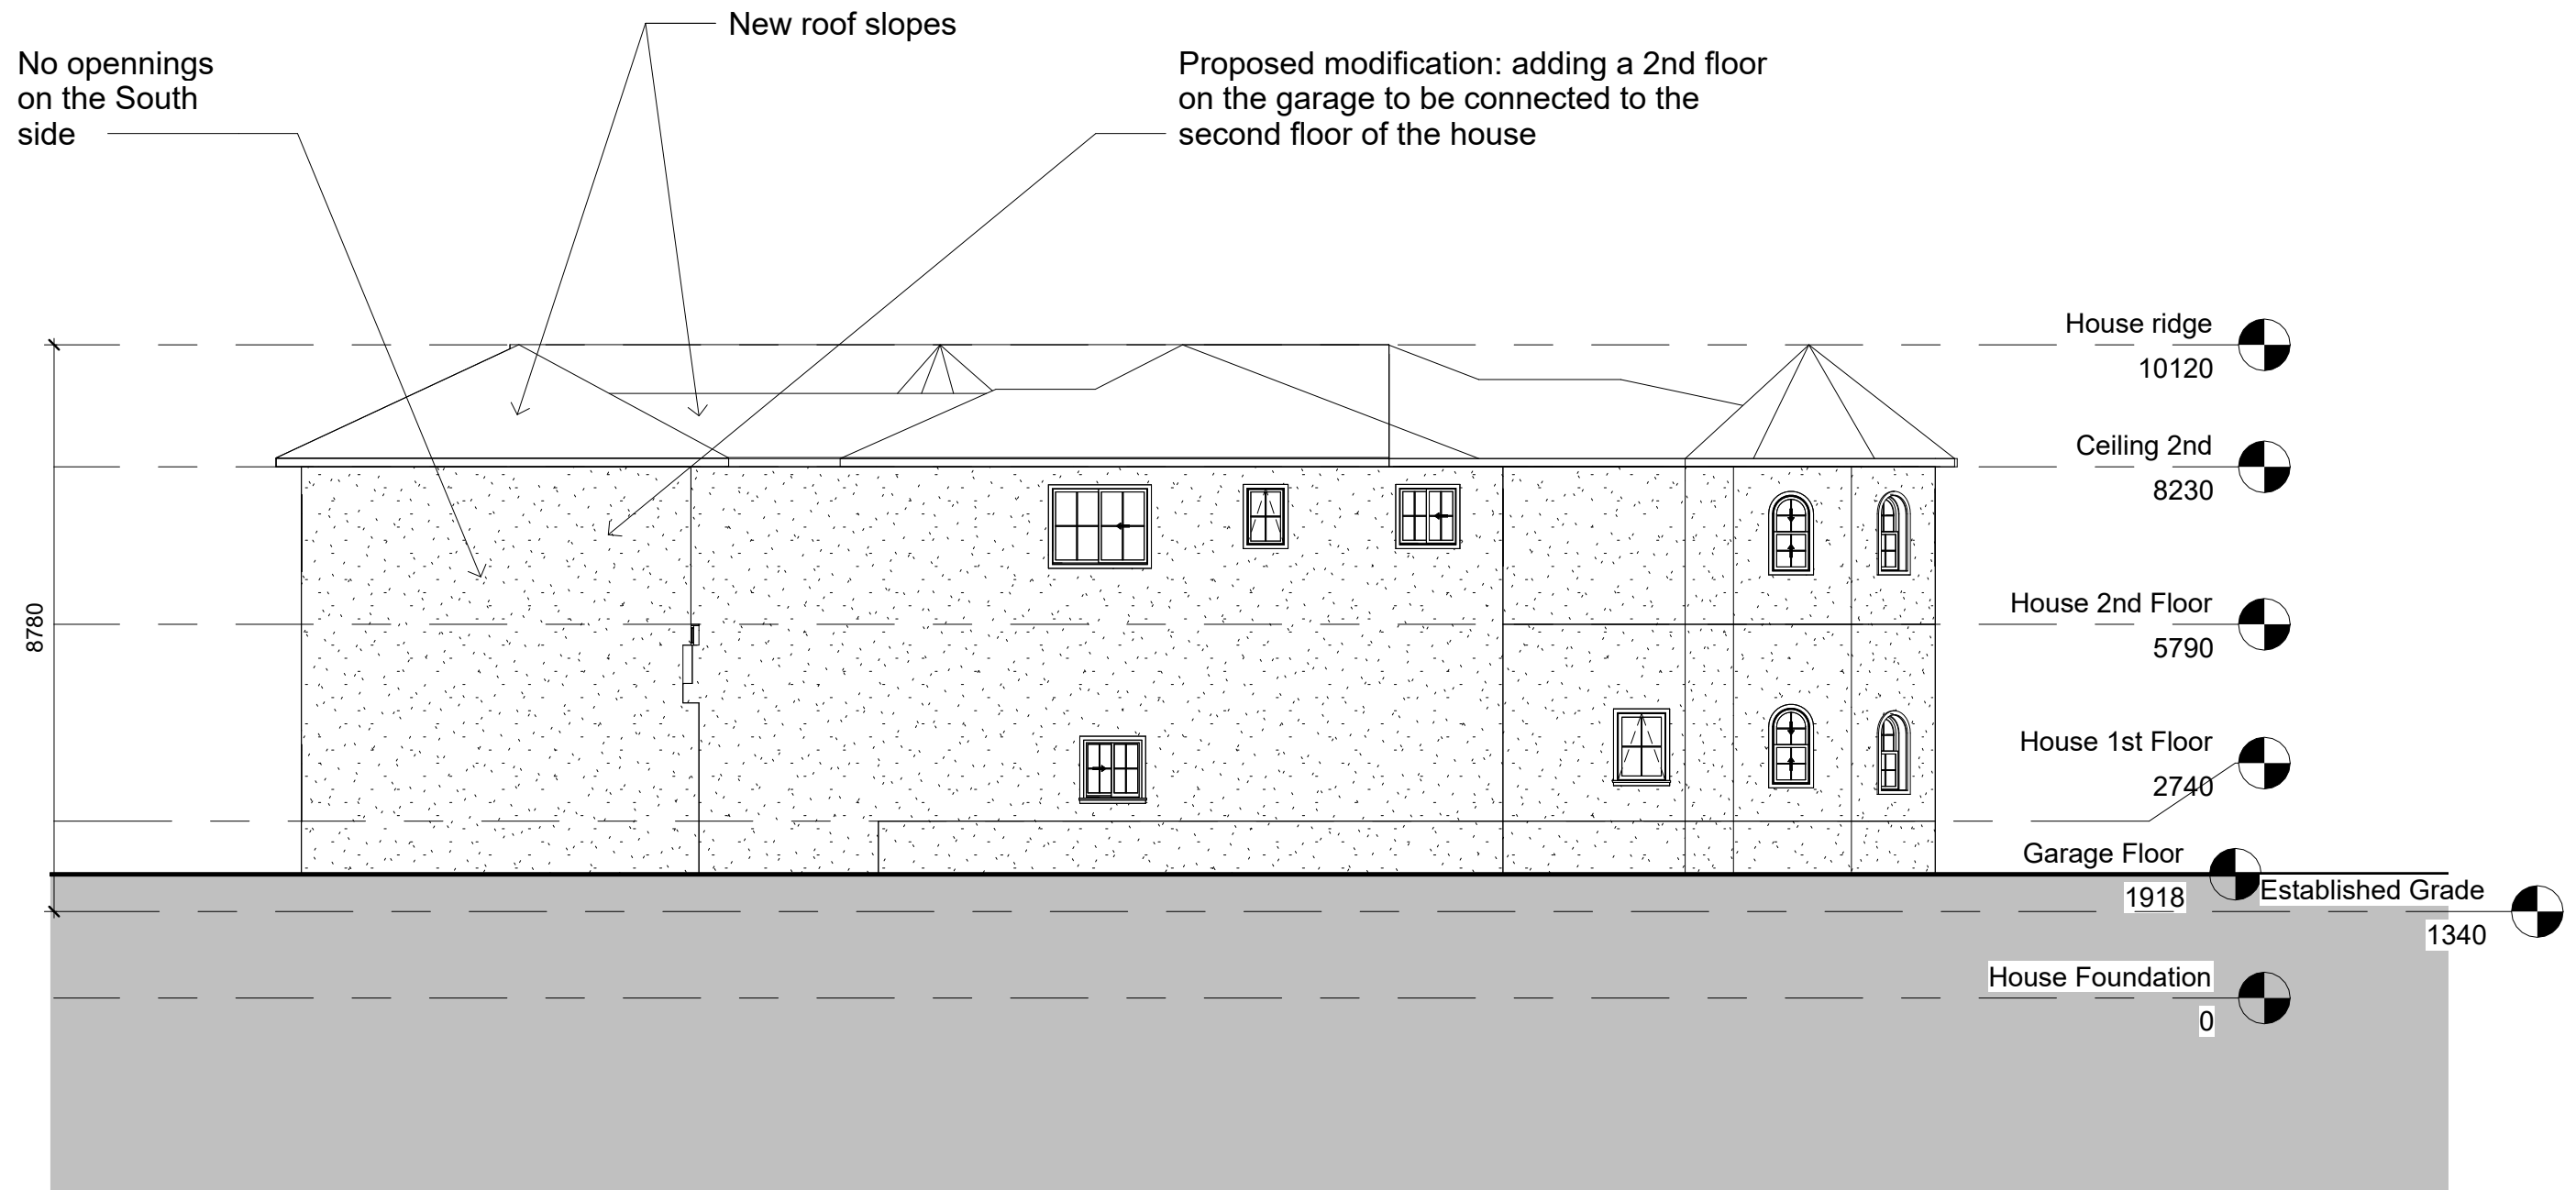 New roof slopes
No opennings
on the South
side
Proposed modification: adding a 2nd floor
on the garage to be connected to the
second floor of the house
House ridge
10120
Ceiling 2nd
8230
House 2nd Floor
5790
8780
House 1st Floor
2740
Garage Floor
1918
Established Grade
1340
House Foundation
0